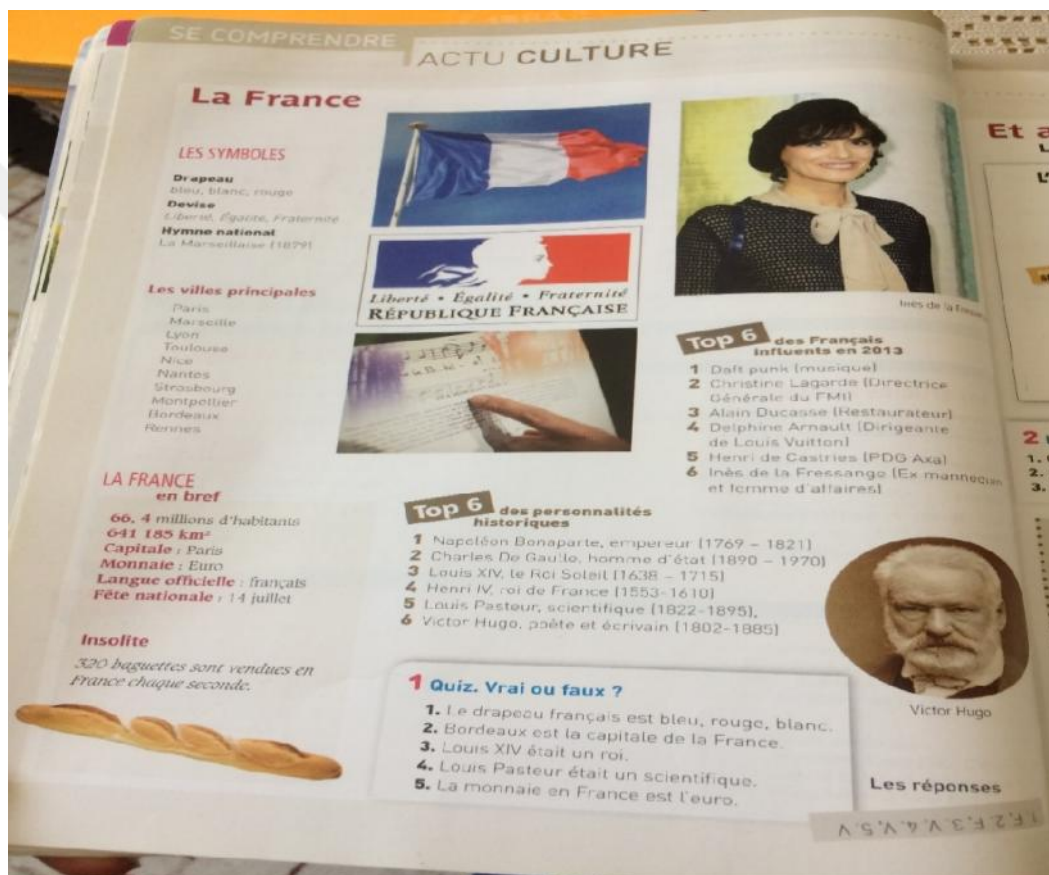 SE COMPRENDRE
ACTU CULTURE
La France
LES SYMBOLES
Drapeau
bleu, blanc, rouge
Devise
Liberté, Égalité, Fraternité
Hymne national
La Marseillaise (1879)
Les villes principales
Paris
Marseille
Lyon
Toulouse
Nice
Nantes
Strasbourg
Montpellier
Bordeaux
Rennes
LA FRANCE
en bref
66, 4 millions d'habitants
641 185 km²
Capitale : Paris
Monnaie : Euro
Langue officielle : français
Fête nationale : 14 juillet
Insolite
320 baguettes sont vendues en
France chaque seconde.
Liberté • Égalité • Fraternité
RÉPUBLIQUE FRANÇAISE
Inès de la
Top 6 des Français
influents en 2013
1 Daft punk (musique)
2 Christine Lagarde (Directrice
Générale du FMI)
3 Alain Ducasse (Restaurateur)
4 Delphine Arnault (Dirigeante
de Louis Vuitton)
5 Henri de Castries (PDG Axa)
6 Inès de la Fressange (Ex mannequin
et femme d'affaires)
Top 6 des personnalités
historiques
1 Napoléon Bonaparte, empereur (1769 – 1821)
2 Charles De Gaulle, homme d'état (1890 – 1970)
3 Louis XIV, le Roi Soleil (1638 – 1715)
4 Henri IV, roi de France (1553-1610)
5 Louis Pasteur, scientifique (1822-1895),
6 Victor Hugo, poète et écrivain (1802-1885)
Victor Hugo
1 Quiz. Vrai ou faux ?
1. Le drapeau français est bleu, rouge, blanc.
2. Bordeaux est la capitale de la France.
3. Louis XIV était un roi.
4. Louis Pasteur était un scientifique.
5. La monnaie en France est l'euro.
Les réponses
1.F, 2.F, 3.V, 4.V, 5.V
Et
2
1.
2.
3.